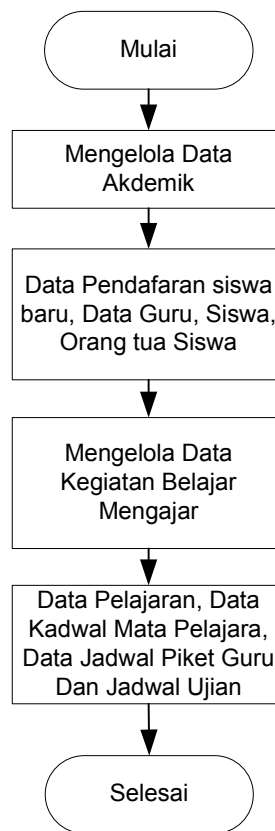 Mulai
Mengelola Data
Akdemik
Data Pendafaran siswa
baru, Data Guru, Siswa,
Orang tua Siswa
Mengelola Data
Kegiatan Belajar
Mengajar
Data Pelajaran, Data
Kadwal Mata Pelajara,
Data Jadwal Piket Guru
Dan Jadwal Ujian
Selesai